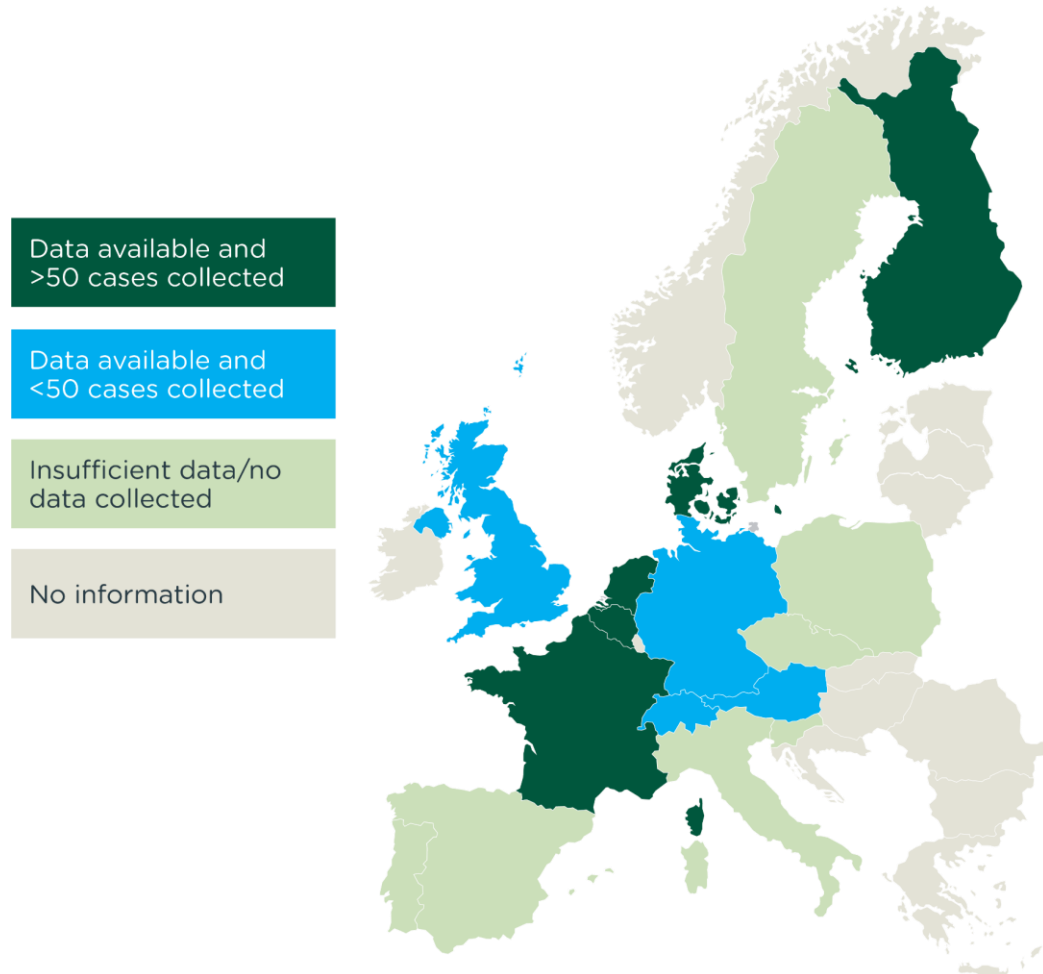 Data available and
>50 cases collected
Data available and
<50 cases collected
Insufficient data/no
data collected
No information